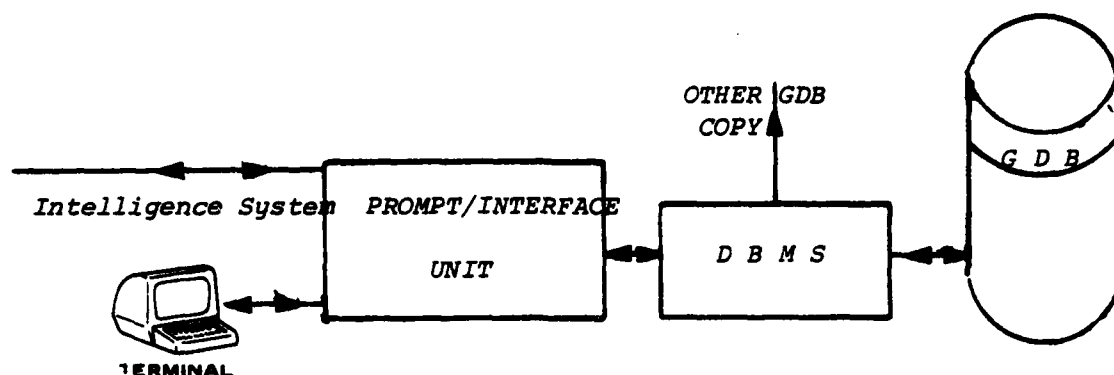 OTHER GDB
COPY
G D B
Intelligence System
PROMPT/INTERFACE
UNIT
D B M S
TERMINAL